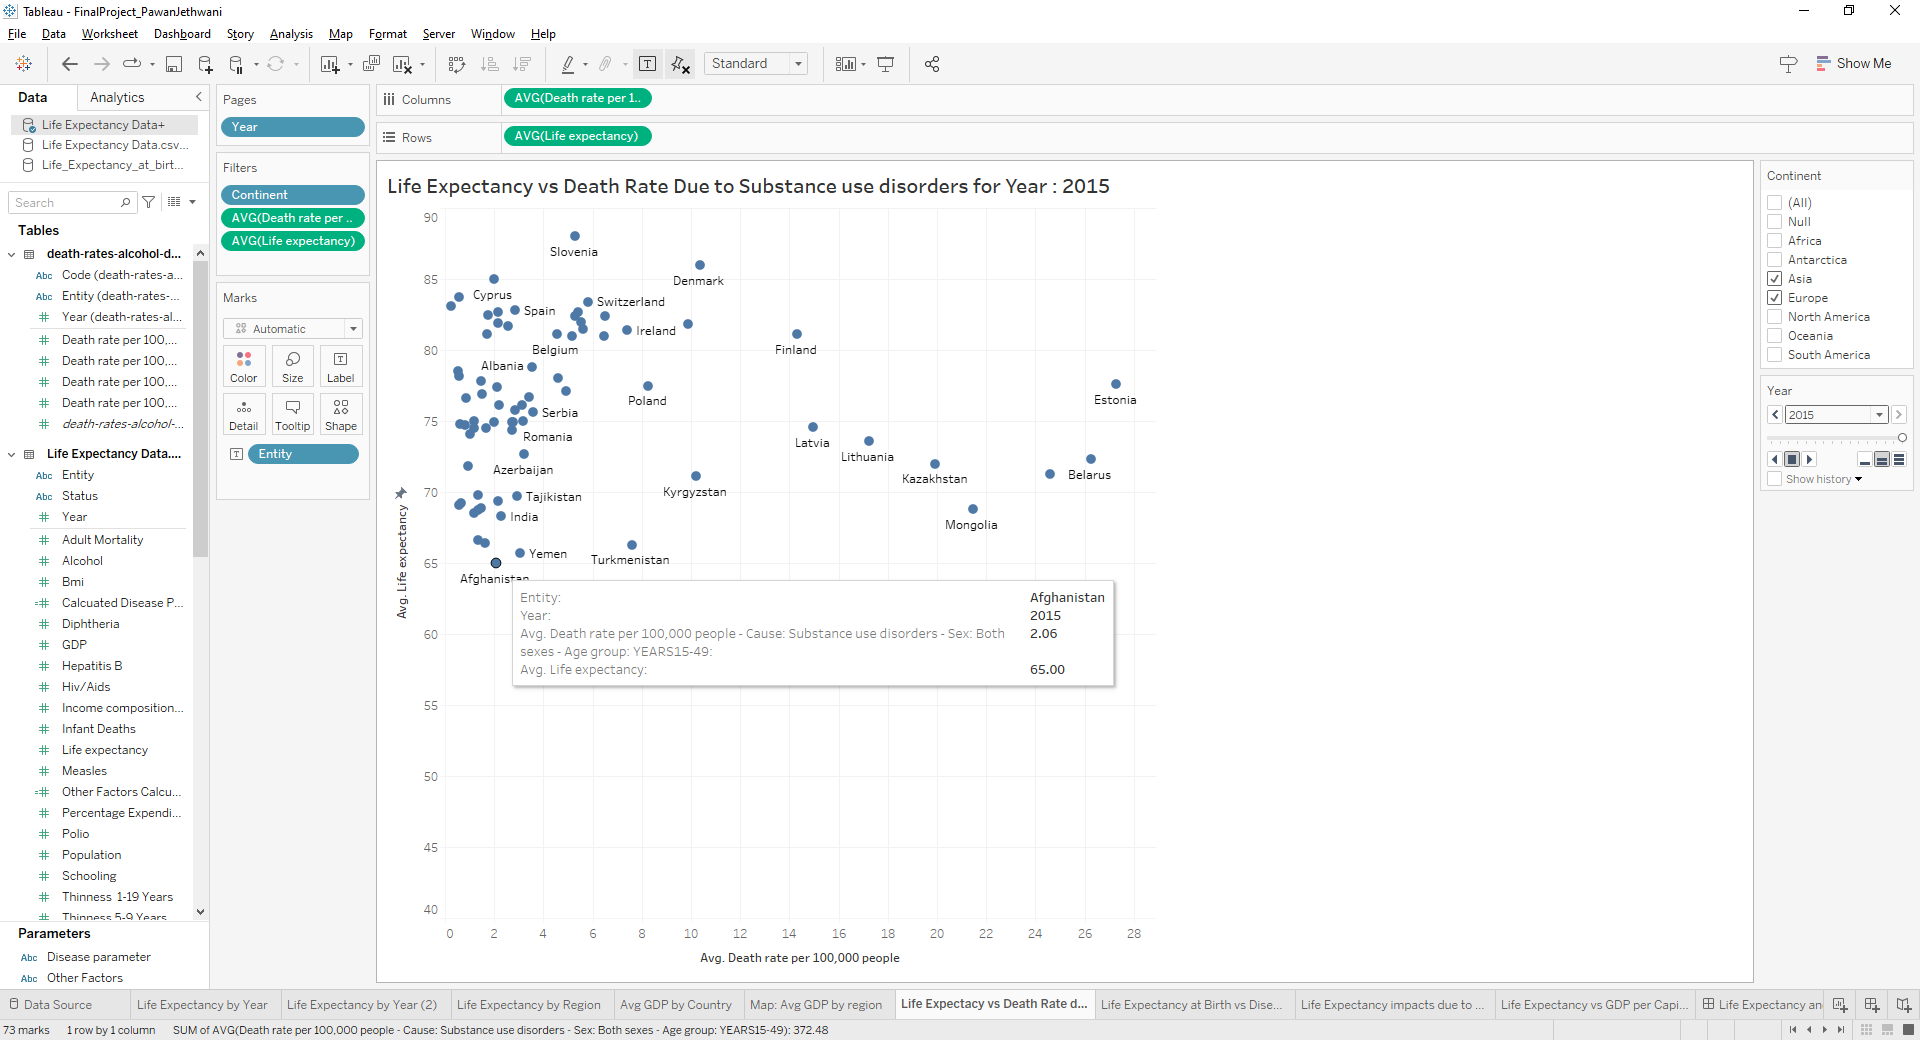 Tableau - FinalProject_PawanJethwani
File Data Worksheet Dashboard Story Analysis Map Format Server Window Help
Standard
Show Me
Data Analytics
Life Expectancy Data+
Life Expectancy Data.csv...
Life_Expectancy_at_birt...
Search
Tables
death-rates-alcohol-d...
Abc Code (death-rates-a...
Abc Entity (death-rates-...
Year (death-rates-al...
Death rate per 100,...
Death rate per 100,...
Death rate per 100,...
Death rate per 100,...
death-rates-alcohol-...
Life Expectancy Data....
Abc Entity
Abc Status
Year
Adult Mortality
Alcohol
Bmi
Calcuated Disease P...
Diphtheria
GDP
Hepatitis B
Hiv/Aids
Income composition...
Infant Deaths
Life expectancy
Measles
Other Factors Calcu...
Percentage Expendi...
Polio
Population
Schooling
Thinness 1-19 Years
Thinness 5-9 Years
Parameters
Abc Disease parameter
Abc Other Factors
Pages
Year
Filters
Continent
AVG(Death rate per ..
AVG(Life expectancy)
Marks
Automatic
Color Size Label
Detail Tooltip Shape
Entity
Columns AVG(Death rate per 1..
Rows AVG(Life expectancy)
Life Expectancy vs Death Rate Due to Substance use disorders for Year : 2015
90
Slovenia
85
Denmark
Cyprus
Switzerland
Spain
Ireland
80
Belgium
Finland
Albania
Poland
Estonia
75
Serbia
Romania
Latvia
Lithuania
Azerbaijan
Kazakhstan
Belarus
70
Kyrgyzstan
Tajikistan
India
Mongolia
Yemen
Turkmenistan
65
Afghanistan
Entity: Afghanistan
Year: 2015
Avg. Death rate per 100,000 people - Cause: Substance use disorders - Sex: Both 2.06
sexes - Age group: YEARS15-49:
Avg. Life expectancy: 65.00
60
55
50
45
40
Avg. Life expectancy
0 2 4 6 8 10 12 14 16 18 20 22 24 26 28
Avg. Death rate per 100,000 people
Continent
(All)
Null
Africa
Antarctica
Asia
Europe
North America
Oceania
South America
Year
2015
Show history
Data Source Life Expectancy by Year Life Expectancy by Year (2) Life Expectancy by Region Avg GDP by Country Map: Avg GDP by region Life Expectacy vs Death Rate d... Life Expectancy at Birth vs Dise... Life Expectancy impacts due to ... Life Expectancy vs GDP per Capi... Life Expectancy an
73 marks 1 row by 1 column SUM of AVG(Death rate per 100,000 people - Cause: Substance use disorders - Sex: Both sexes - Age group: YEARS15-49): 372.48